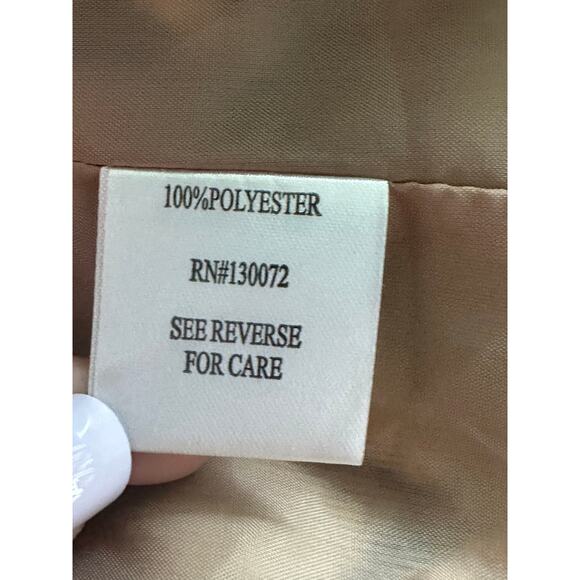 100%POLYESTER
RN#130072
SEE REVERSE
FOR CARE